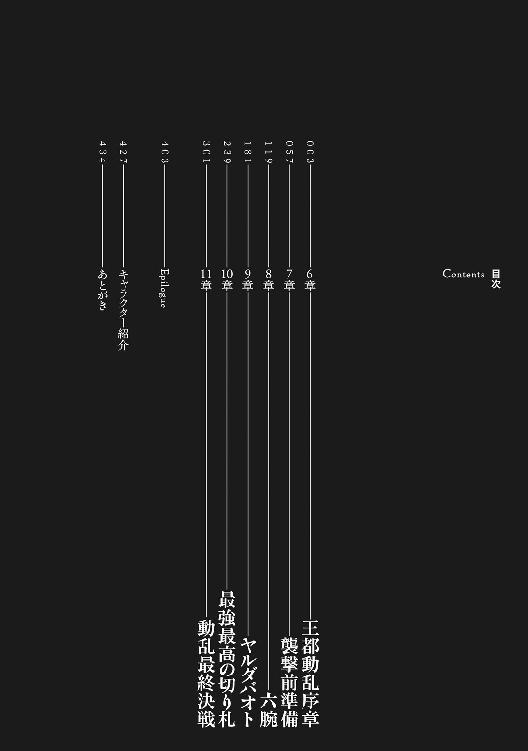 目次
Contents
6章 王都動乱序章 003
7章 襲撃前準備 057
8章 六腕 119
9章 ヤルダバオト 181
10章 最強最高の切り札 239
11章 動乱最終決戦 301
Epilogue 403
キャラクター紹介 427
あとがき 434